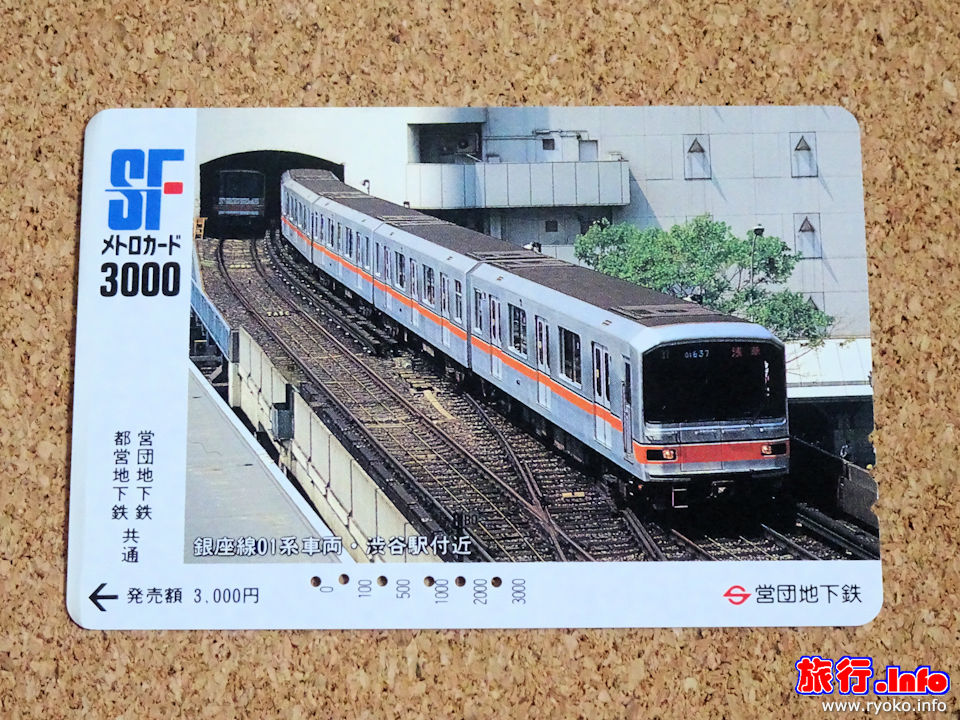 SF
メトロカード
3000
営団地下鉄
都営地下鉄
共通
01637
浅草
銀座線01系車両・渋谷駅付近
発売額 3,000円
0 100 500 1000 2000 3000
営団地下鉄
旅行.Info
www.ryoko.info